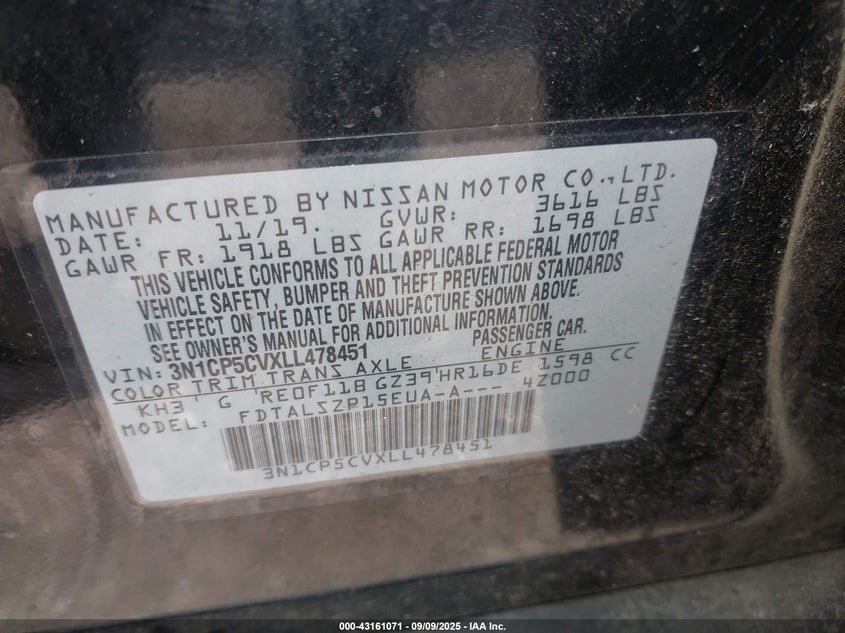 MANUFACTURED BY NISSAN MOTOR CO., LTD.
DATE: 11/19. GVWR: 3616 LBS
GAWR FR: 1918 LBS GAWR RR: 1698 LBS
THIS VEHICLE CONFORMS TO ALL APPLICABLE FEDERAL MOTOR
VEHICLE SAFETY, BUMPER AND THEFT PREVENTION STANDARDS
IN EFFECT ON THE DATE OF MANUFACTURE SHOWN ABOVE.
SEE OWNER'S MANUAL FOR ADDITIONAL INFORMATION.
VIN: 3N1CP5CVXLL478451 PASSENGER CAR.
COLOR TRIM TRANS AXLE ENGINE
KH3 G RE0F11B GZ39 HR16DE 1598 CC
MODEL: FDTALSZP15EUA-A--- 4Z000
3N1CP5CVXLL478451
000-43161071 - 09/09/2025 - IAA Inc.